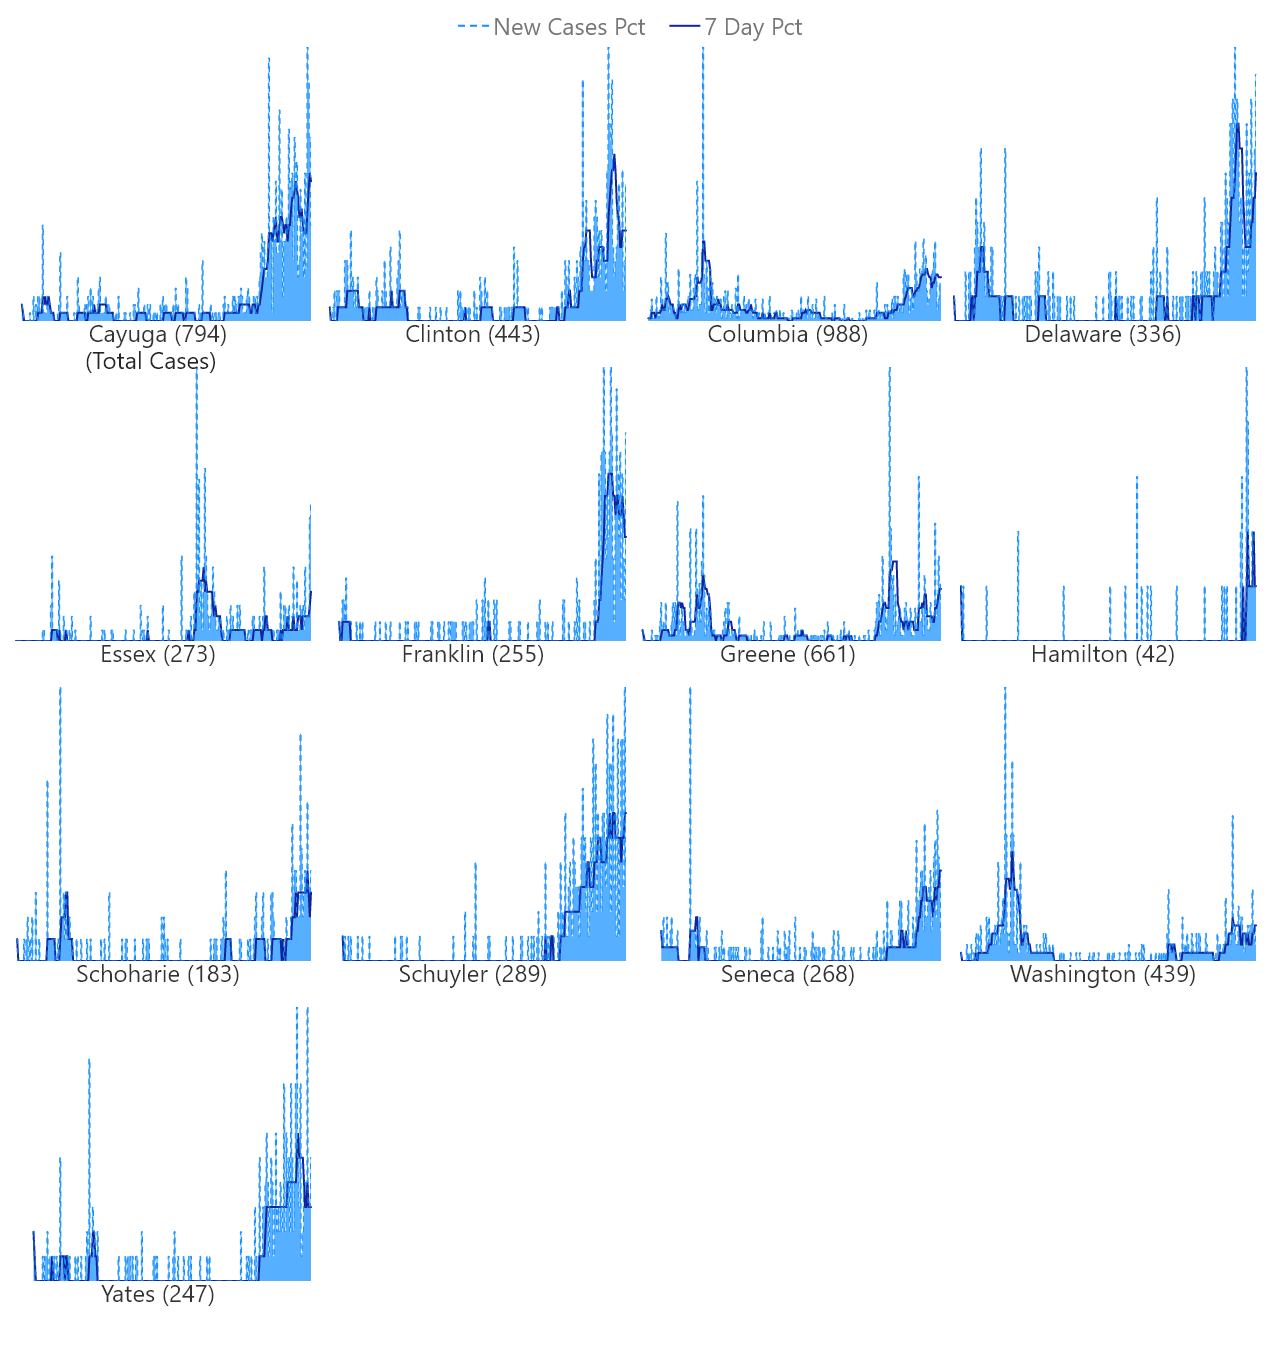 New Cases Pct 7 Day Pct
Cayuga (794) Clinton (443) Columbia (988) Delaware (336)
(Total Cases)
Essex (273) Franklin (255) Greene (661) Hamilton (42)
Schoharie (183) Schuyler (289) Seneca (268) Washington (439)
Yates (247)